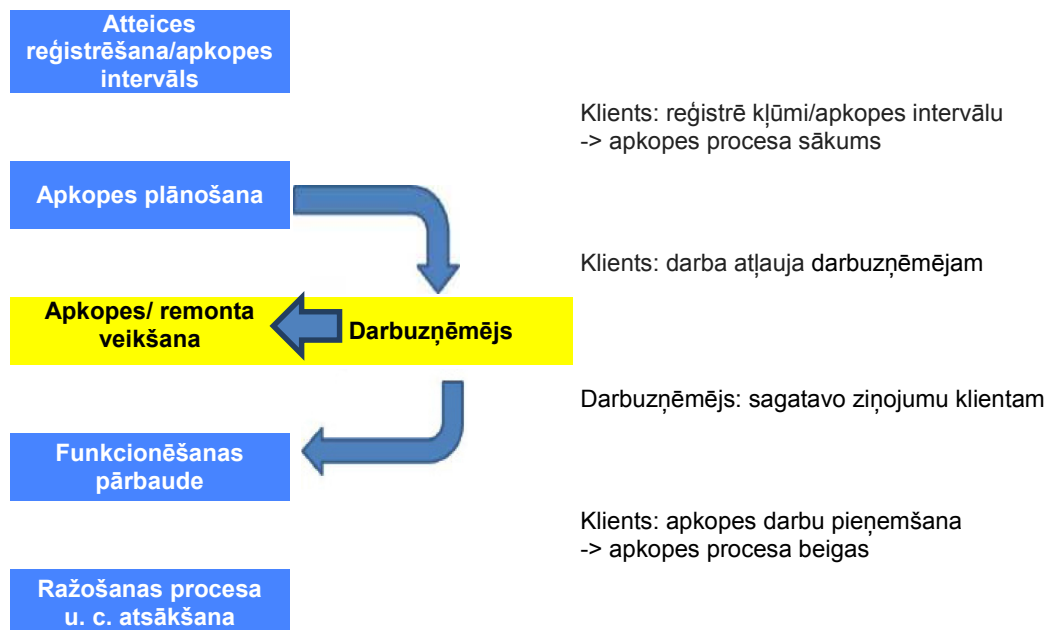 Atteices
reģistrēšana/apkopes
intervāls
Klients: reģistrē kļūmi/apkopes intervālu
-> apkopes procesa sākums
Apkopes plānošana
Klients: darba atļauja darbuzņēmējam
Apkopes/ remonta
veikšana
Darbuzņēmējs
Darbuzņēmējs: sagatavo ziņojumu klientam
Funkcionēšanas
pārbaude
Klients: apkopes darbu pieņemšana
-> apkopes procesa beigas
Ražošanas procesa
u. c. atsākšana